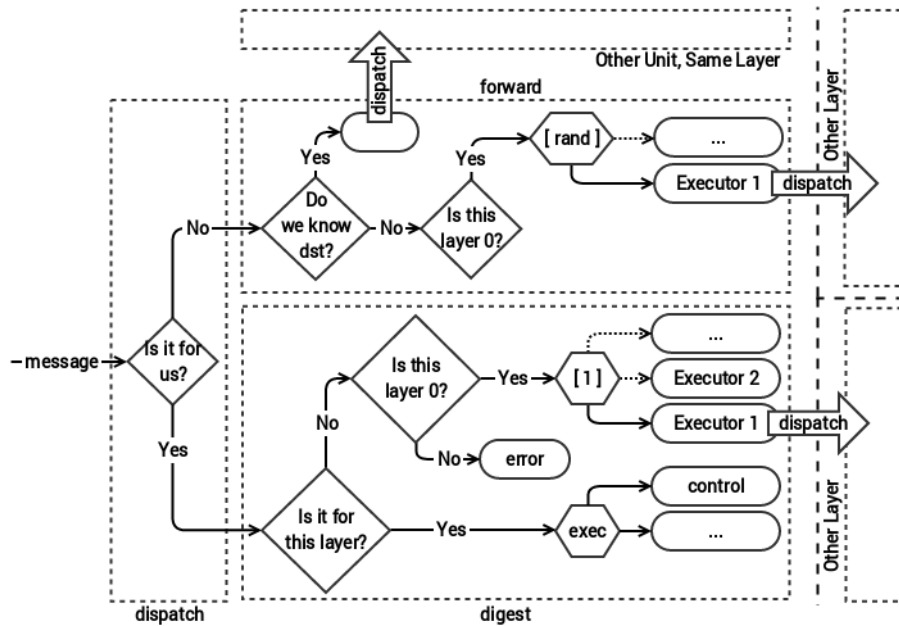 Other Unit, Same Layer
dispatch
forward
Other Layer
Yes
[ rand ]
...
Executor 1
dispatch
Yes
Do
we know
dst?
No
Is this
layer 0?
No
message
Is it for
us?
Yes
Is this
layer 0?
Yes
[ 1 ]
...
Executor 2
Executor 1
dispatch
No
No
error
Is it for
this layer?
Yes
exec
control
...
Other Layer
dispatch
digest